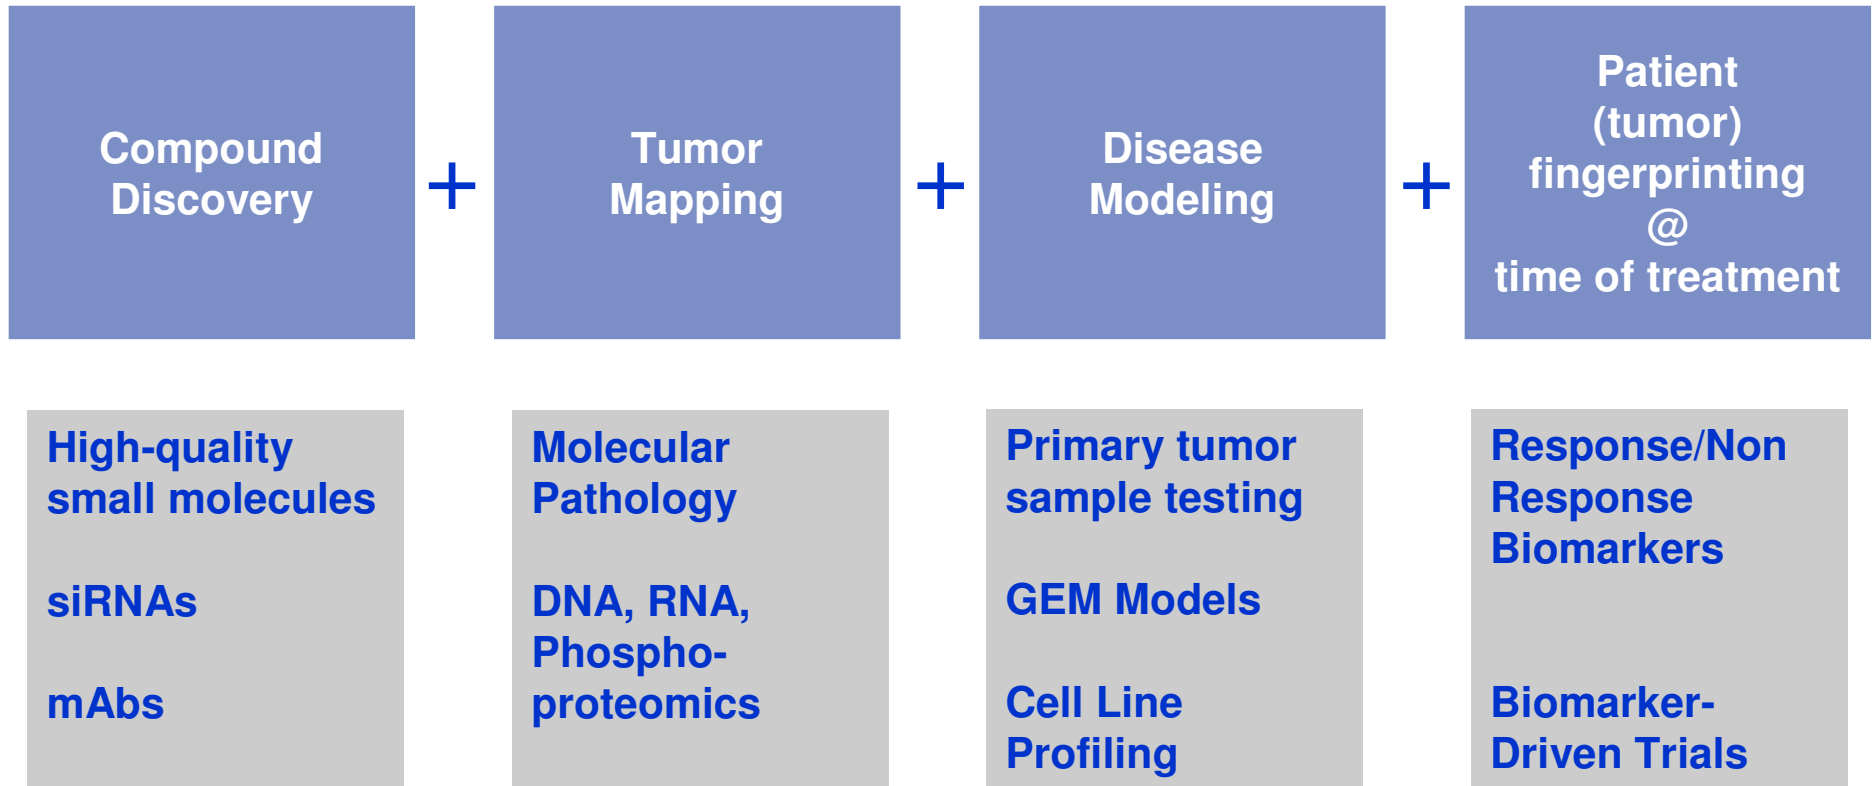 Compound
Discovery
+
Tumor
Mapping
+
Disease
Modeling
+
Patient
(tumor)
fingerprinting
@
time of treatment
High-quality
small molecules
siRNAs
mAbs
Molecular
Pathology
DNA, RNA,
Phospho-
proteomics
Primary tumor
sample testing
GEM Models
Cell Line
Profiling
Response/Non
Response
Biomarkers
Biomarker-
Driven Trials